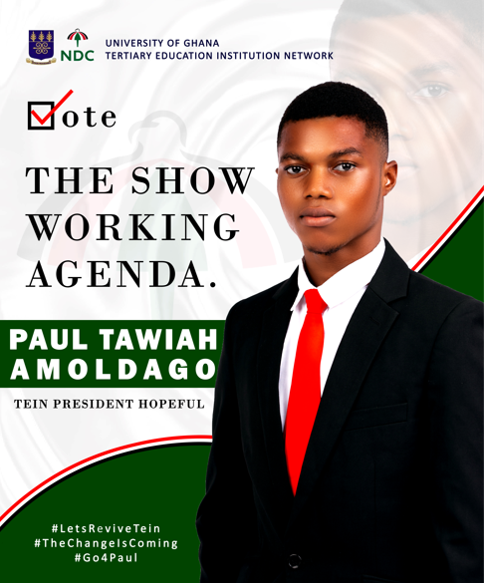 NDC
UNIVERSITY OF GHANA
TERTIARY EDUCATION INSTITUTION NETWORK
Vote
THE SHOW
WORKING
AGENDA.
PAUL TAWIAH
AMOLDAGO
TEIN PRESIDENT HOPEFUL
#LetsReviveTein
#TheChangeIsComing
#Go4Paul